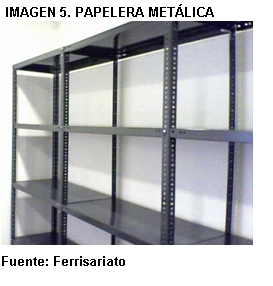 IMAGEN 5. PAPELERA METÁLICA
Fuente: Ferrisariato